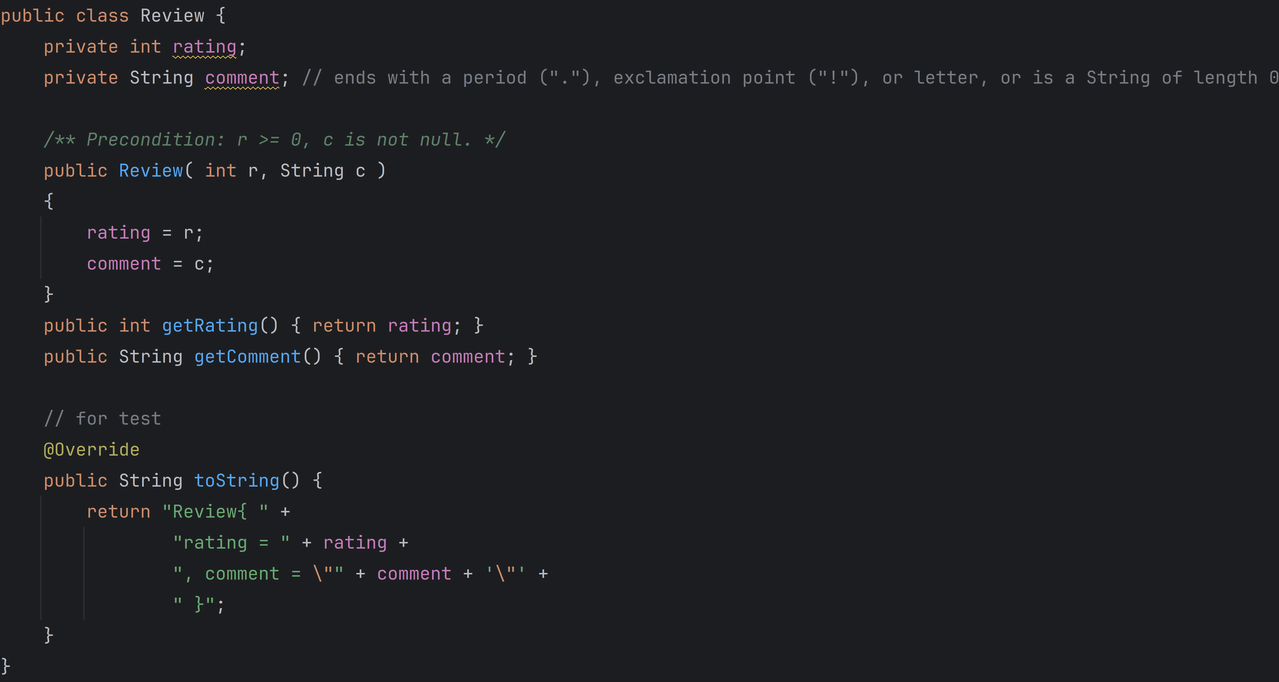 public class Review {
    private int rating;
    private String comment; // ends with a period ("."), exclamation point ("!"), or letter, or is a String of length 0

    /** Precondition: r >= 0, c is not null. */
    public Review( int r, String c )
    {
        rating = r;
        comment = c;
    }
    public int getRating() { return rating; }
    public String getComment() { return comment; }

    // for test
    @Override
    public String toString() {
        return "Review{ " +
                "rating = " + rating +
                ", comment = \"" + comment + '\"' +
                " }";
    }
}